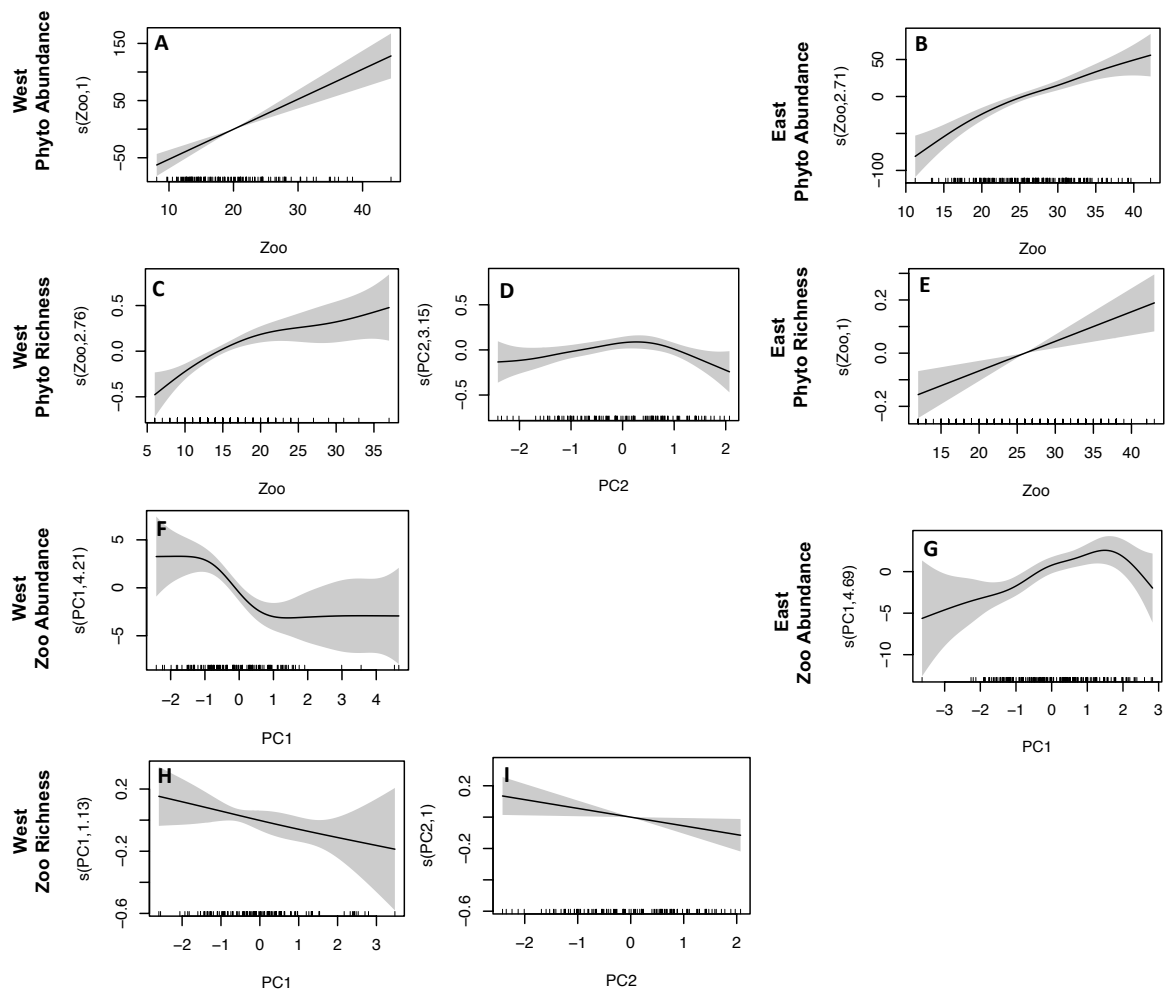 West
Phyto Abundance
s(Zoo,1)
−50
50
150
A
10
20
30
40
Zoo
East
Phyto Abundance
s(Zoo,2.71)
−100
0
50
B
10
15
20
25
30
35
40
Zoo
West
Phyto Richness
s(Zoo,2.76)
−0.5
0.0
0.5
C
5
10
15
20
25
30
35
Zoo
s(PC2,3.15)
−0.5
0.0
0.5
D
−2
−1
0
1
2
PC2
East
Phyto Richness
s(Zoo,1)
−0.2
0.0
0.2
E
15
20
25
30
35
40
Zoo
West
Zoo Abundance
s(PC1,4.21)
−5
0
5
F
−2
−1
0
1
2
3
4
PC1
East
Zoo Abundance
s(PC1,4.69)
−10
−5
0
G
−3
−2
−1
0
1
2
3
PC1
West
Zoo Richness
s(PC1,1.13)
−0.6
−0.2
0.2
H
−2
−1
0
1
2
3
PC1
s(PC2,1)
−0.6
−0.2
0.2
I
−2
−1
0
1
2
PC2